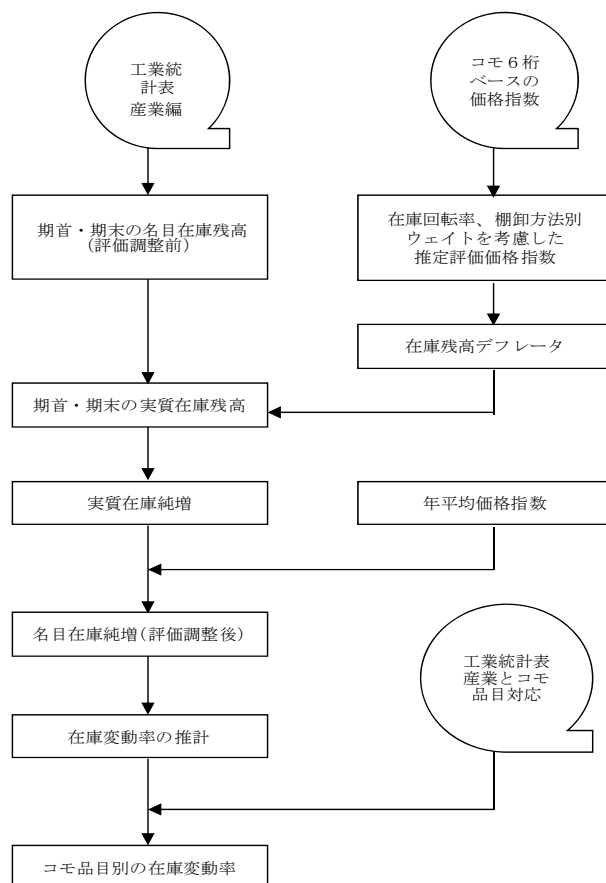 工業統
計表
産業編
コモ６桁
ベースの
価格指数
期首・期末の名目在庫残高
(評価調整前)
在庫回転率、棚卸方法別
ウェイトを考慮した
推定評価価格指数
在庫残高デフレータ
期首・期末の実質在庫残高
実質在庫純増
年平均価格指数
名目在庫純増(評価調整後)
工業統計表
産業とコモ
品目対応
在庫変動率の推計
コモ品目別の在庫変動率